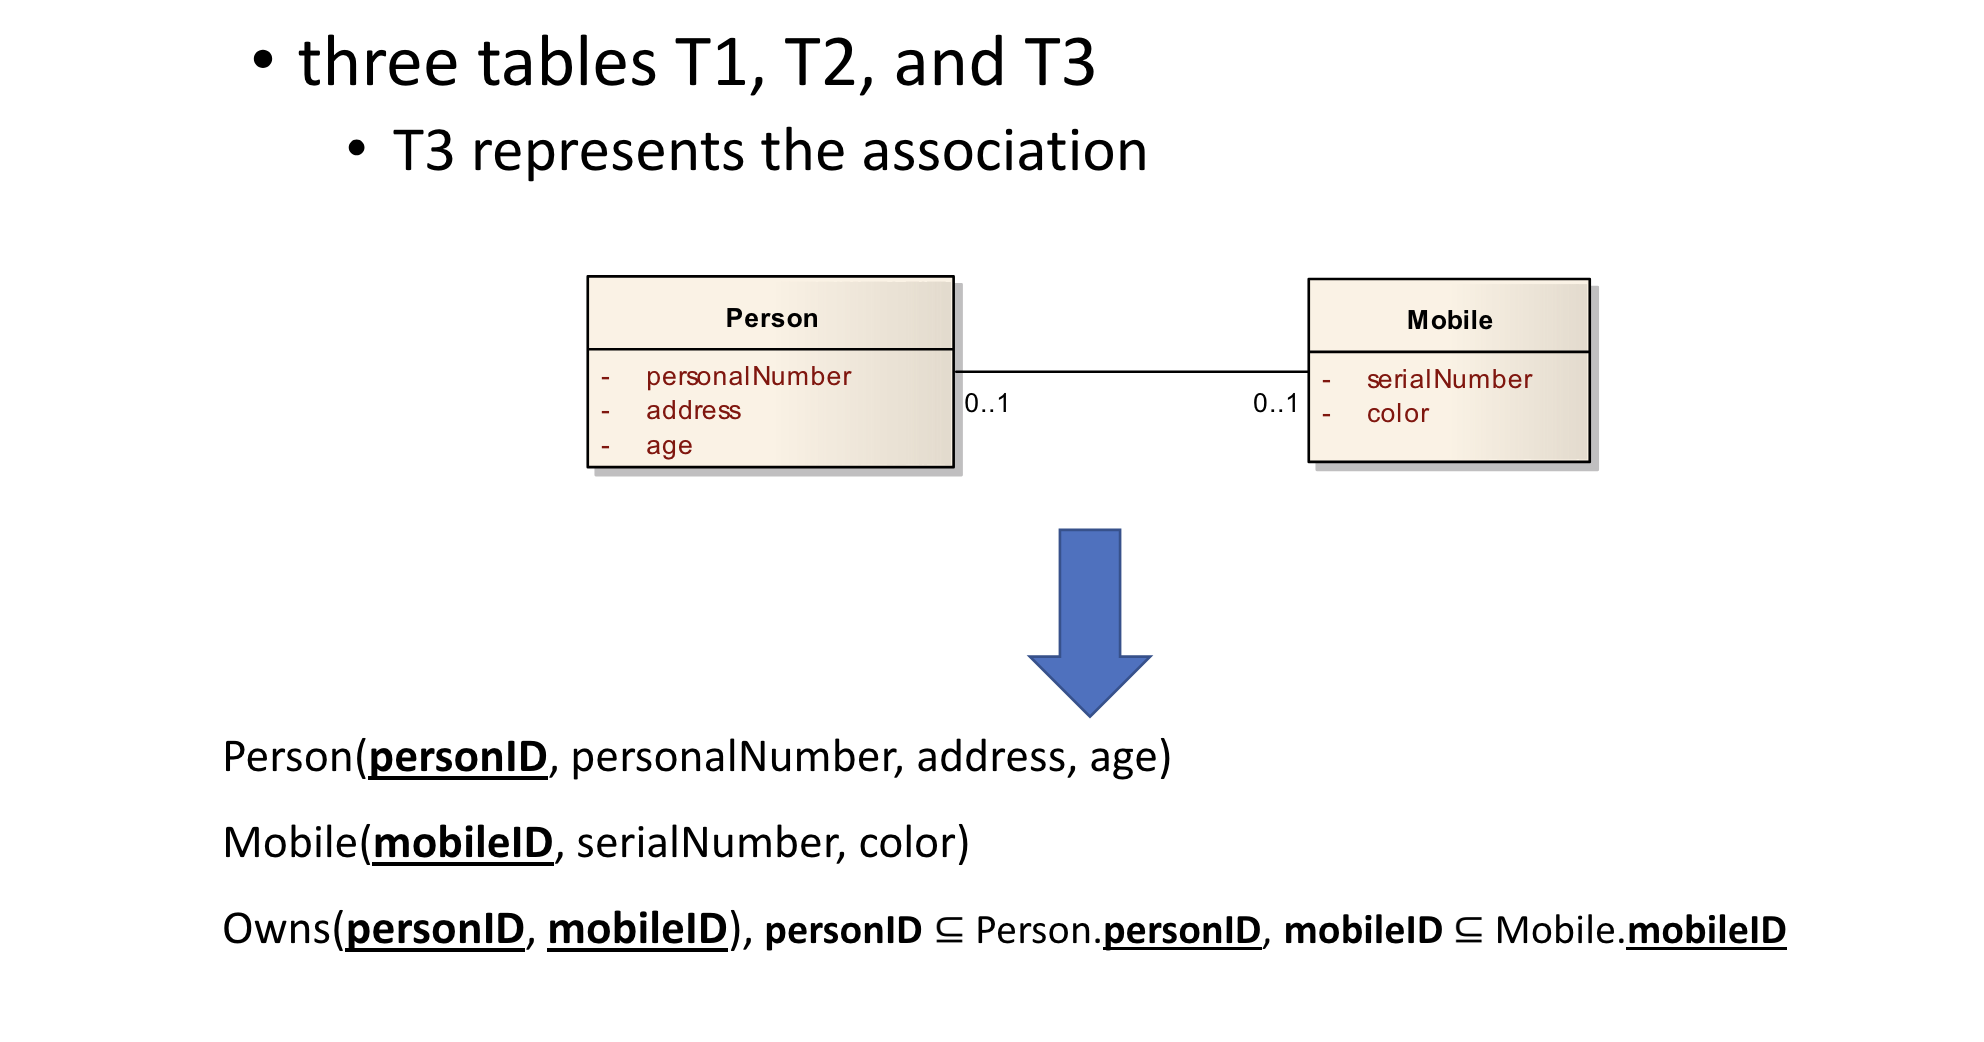 • three tables T1, T2, and T3
• T3 represents the association
Person
- personalNumber
- address
- age
0..1
0..1
Mobile
- serialNumber
- color
Person(personID, personalNumber, address, age)
Mobile(mobileID, serialNumber, color)
Owns(personID, mobileID), personID ⊆ Person.personID, mobileID ⊆ Mobile.mobileID